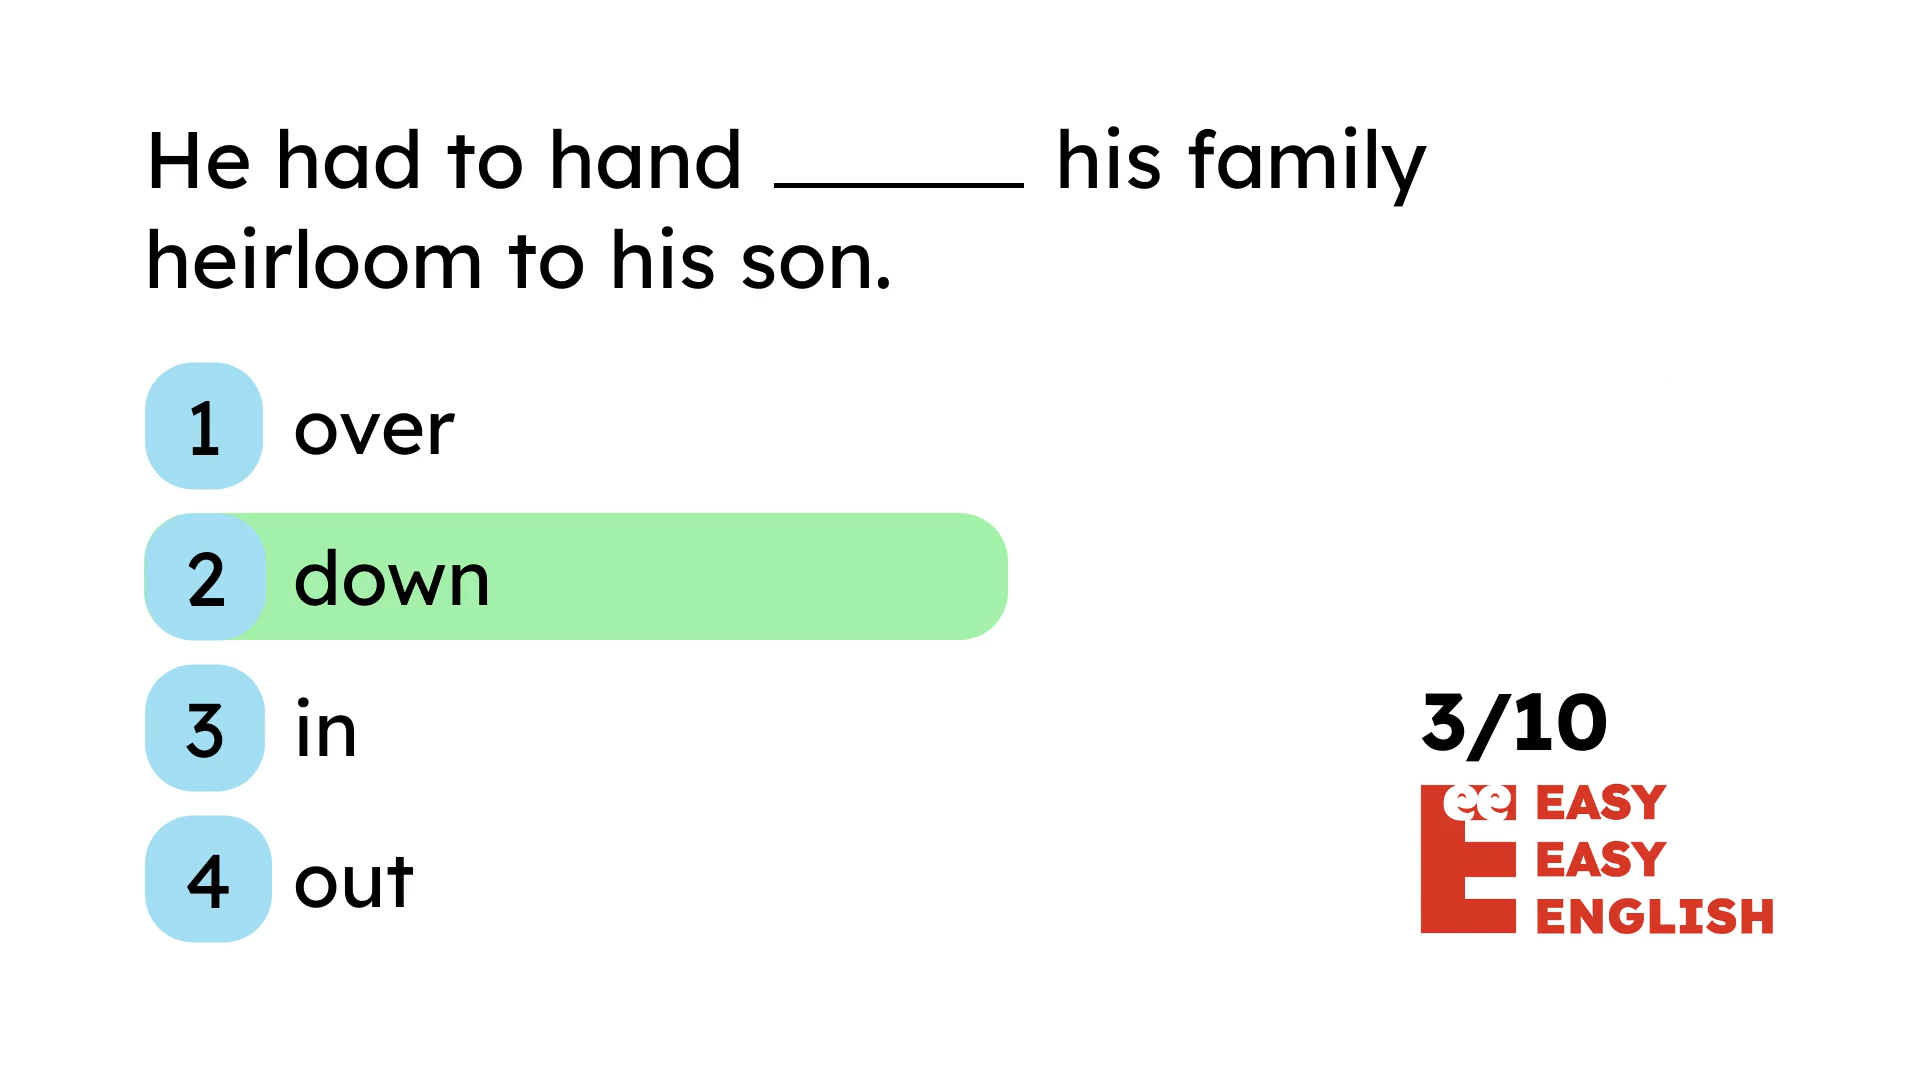 He had to hand ______ his family
heirloom to his son.
1 over
2 down
3 in
4 out
3/10
Eee EASY
EASY
ENGLISH